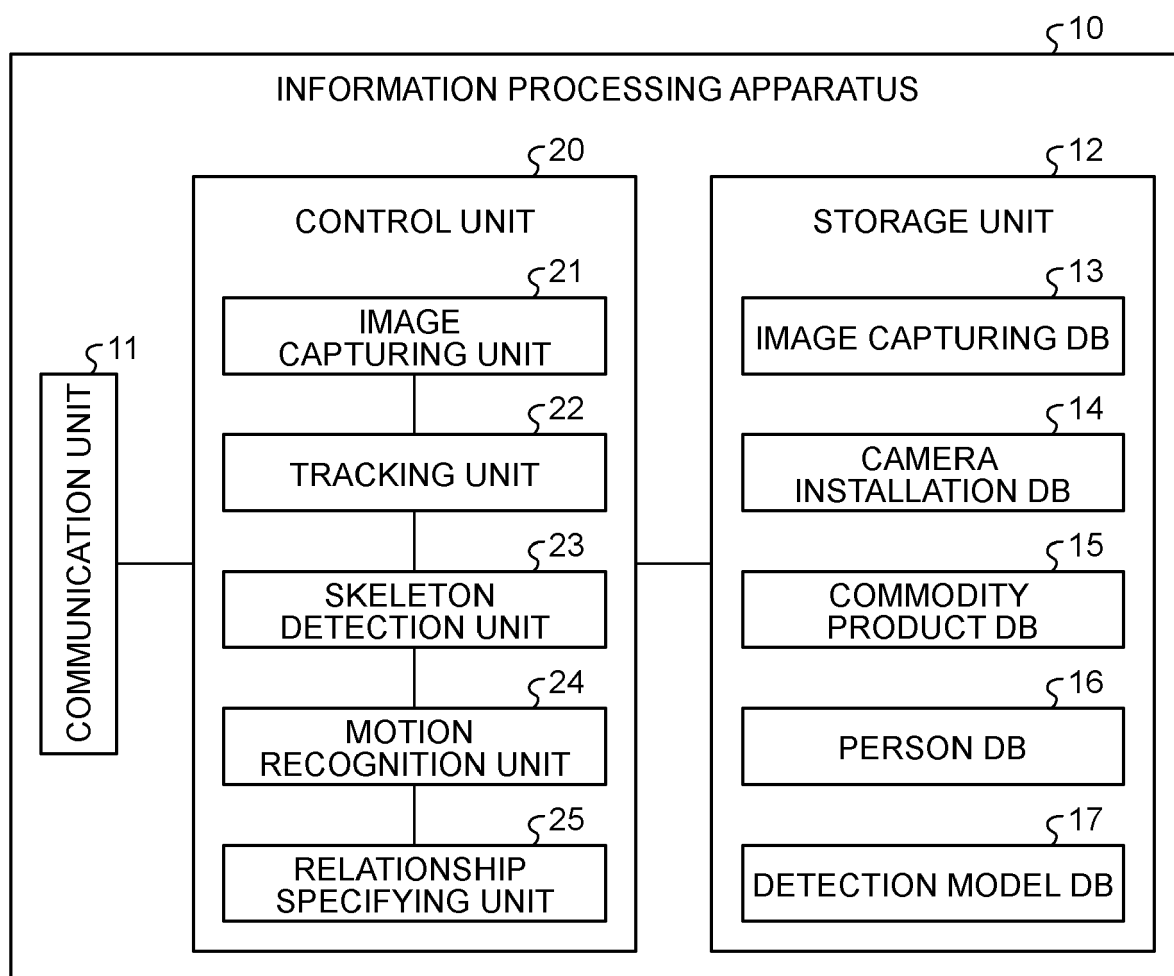 10
INFORMATION PROCESSING APPARATUS
11
COMMUNICATION UNIT
20
CONTROL UNIT
21
IMAGE
CAPTURING UNIT
22
TRACKING UNIT
23
SKELETON
DETECTION UNIT
24
MOTION
RECOGNITION UNIT
25
RELATIONSHIP
SPECIFYING UNIT
12
STORAGE UNIT
13
IMAGE CAPTURING DB
14
CAMERA
INSTALLATION DB
15
COMMODITY
PRODUCT DB
16
PERSON DB
17
DETECTION MODEL DB